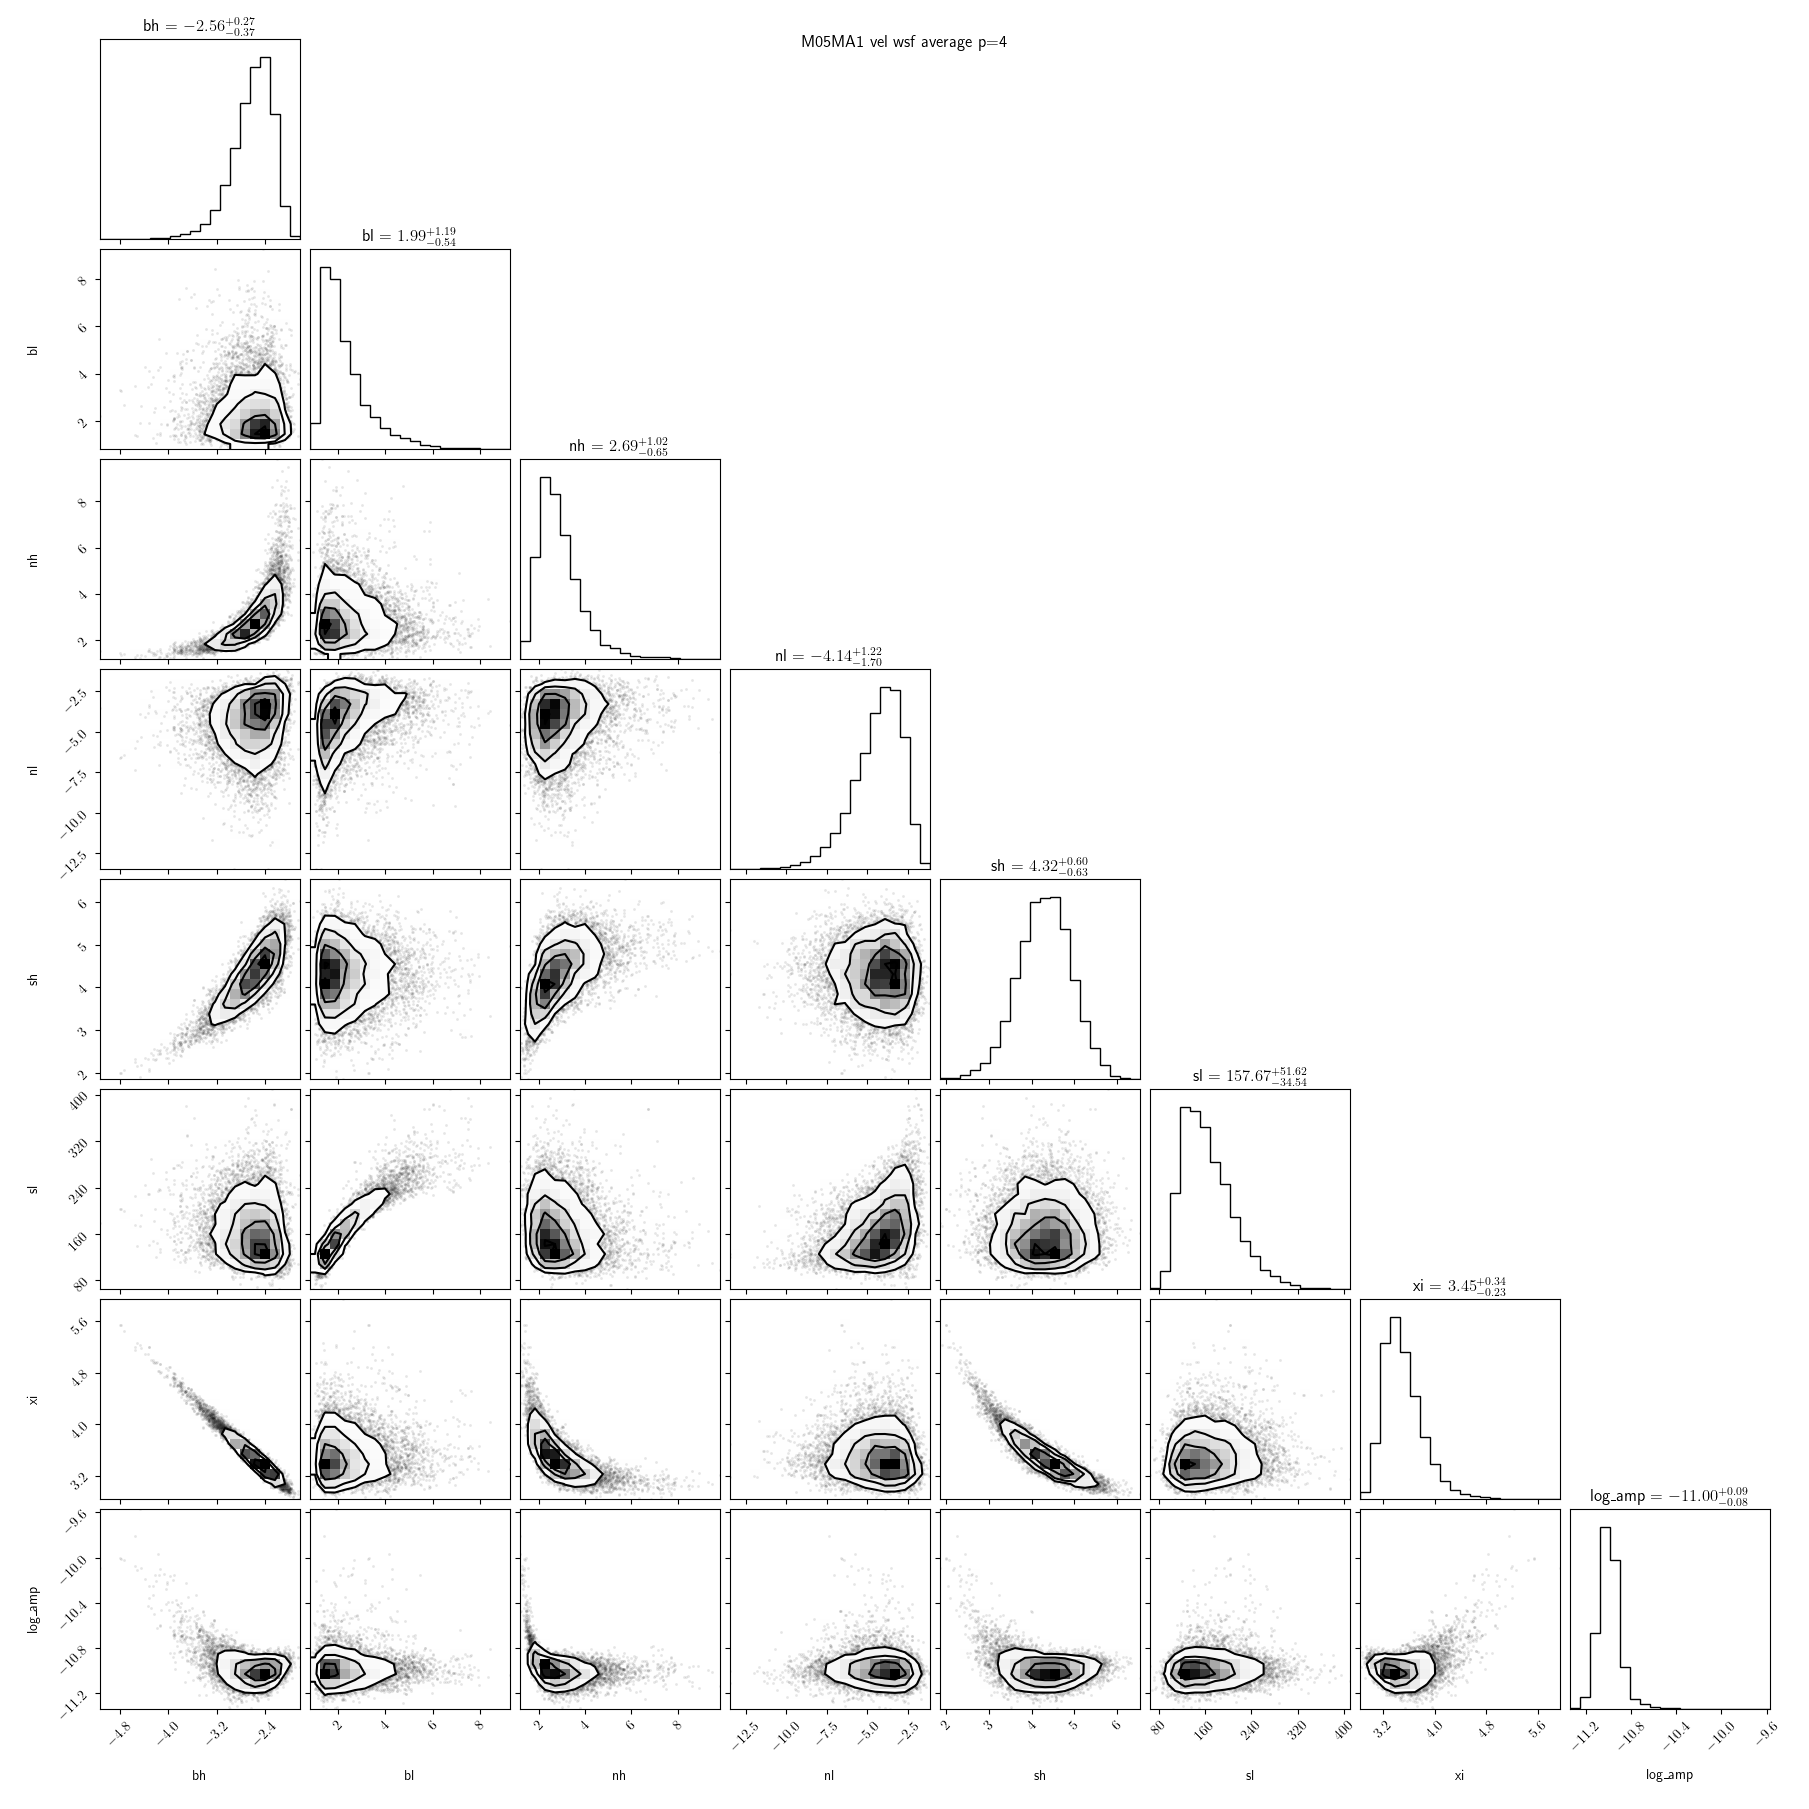 M05MA1 vel wsf average p=4
bh = −2.56+0.27−0.37
bl = 1.99+1.19−0.54
bl
8
6
4
2
nh = 2.69+1.02−0.65
nh
8
6
4
2
nl = −4.14+1.22−1.70
nl
−2.5
−5.0
−7.5
−10.0
−12.5
sh = 4.32+0.60−0.63
sh
6
5
4
3
2
sl = 157.67+51.62−34.54
sl
400
320
240
160
80
xi = 3.45+0.34−0.23
xi
5.6
4.8
4.0
3.2
log_amp = −11.00+0.09−0.08
log_amp
−9.6
−10.0
−10.4
−10.8
−11.2
−4.8 −4.0 −3.2 −2.4
2 4 6 8
2 4 6 8
−12.5 −10.0 −7.5 −5.0 −2.5
2 3 4 5 6
80 160 240 320 400
3.2 4.0 4.8 5.6
−11.2 −10.8 −10.4 −10.0 −9.6
bh bl nh nl sh sl xi log_amp